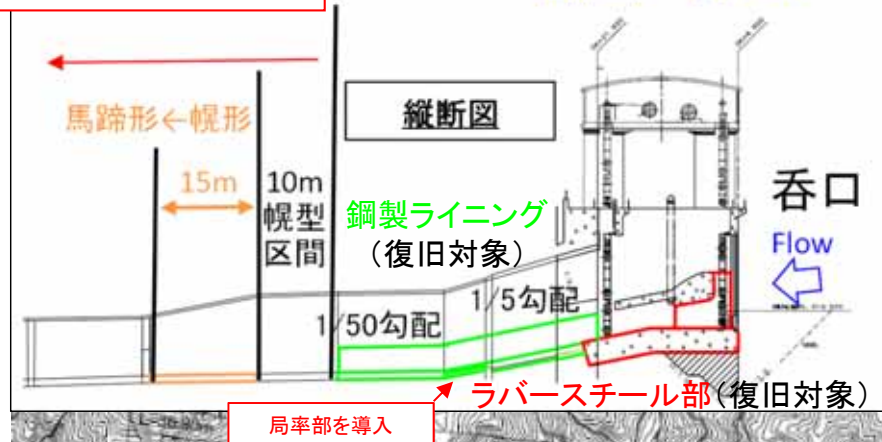 縦断図
馬蹄形←幌形
15m
10m
幌型
区間
鋼製ライニング
（復旧対象）
呑口
Flow
1/5勾配
1/50勾配
ラバースチール部（復旧対象）
局率部を導入